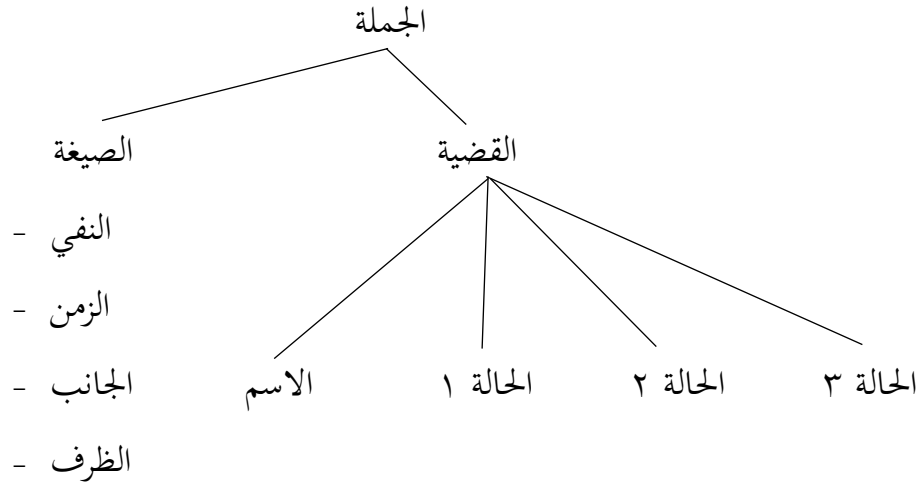 الجملة
القضية
الصيغة
- النفي
- الزمن
- الجانب
- الظرف
الحالة ٣
الحالة ٢
الحالة ١
الاسم